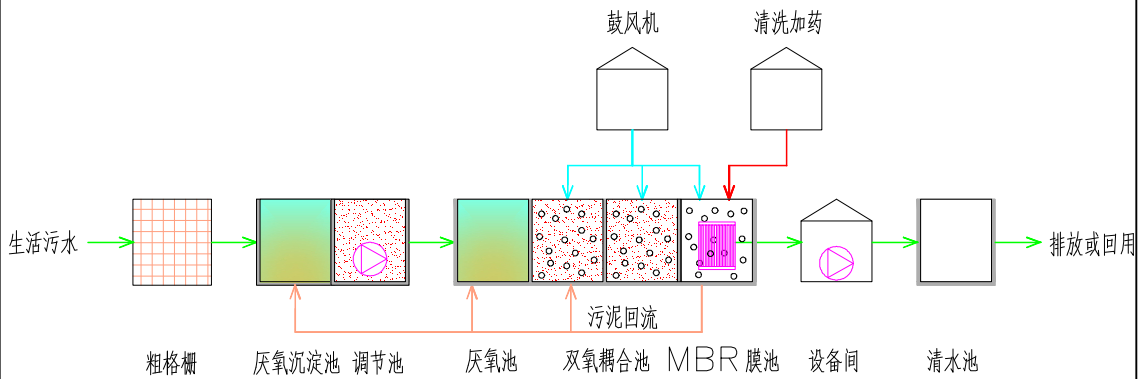 鼓风机
清洗加药
生活污水
排放或回用
污泥回流
粗格栅
厌氧沉淀池
调节池
厌氧池
双氧耦合池
MBR膜池
设备间
清水池